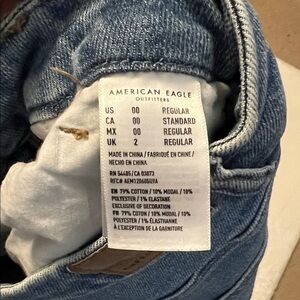 AMERICAN EAGLE
OUTFITTERS
US 00 REGULAR
CA 00 STANDARD
MX 00 REGULAR
UK 2 REGULAR
MADE IN CHINA / FABRIQUÉ EN CHINE /
HECHO EN CHINA
RN 54485/CA 03873
EN 79% COTTON / 10% MODAL / 10%
POLYESTER / 1% ELASTANE
EXCLUSIVE OF DECORATION
FR 79% COTON / 10% MODAL / 10%
POLYESTER / 1% ÉLASTHANNE
À L'EXCEPTION DE LA GARNITURE